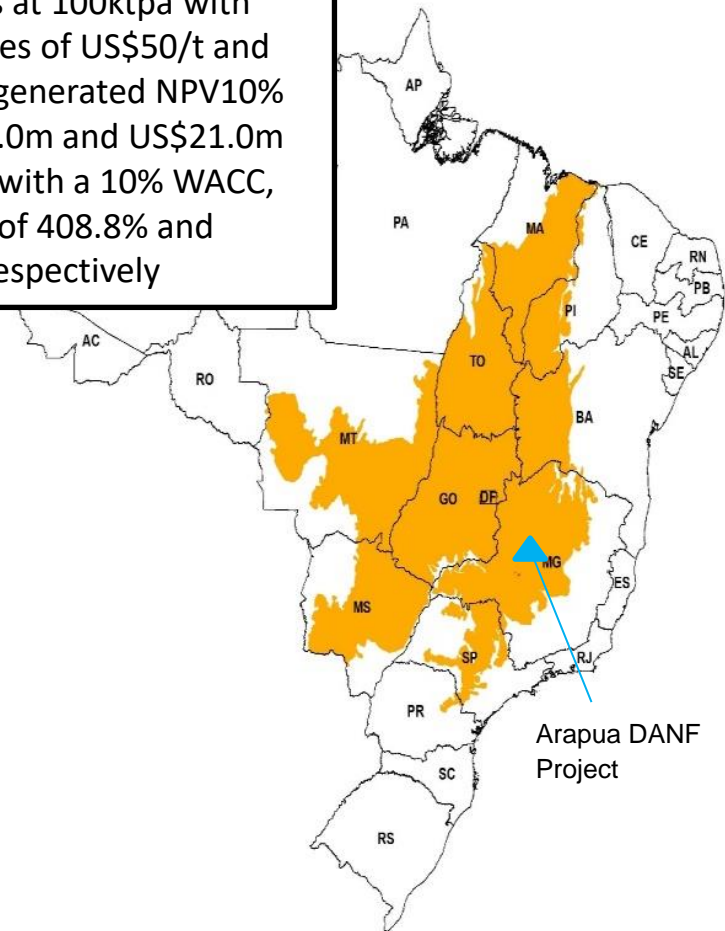 s at 100ktpa with
es of US$50/t and
generated NPV10%
.0m and US$21.0m
with a 10% WACC,
of 408.8% and
espectively
AP
PA
MA
CE
RN
PB
PI
PE
AC
AL
TO
SE
RO
BA
MT
GO
DF
MG
ES
MS
SP
RJ
PR
Arapua DANF
Project
SC
RS